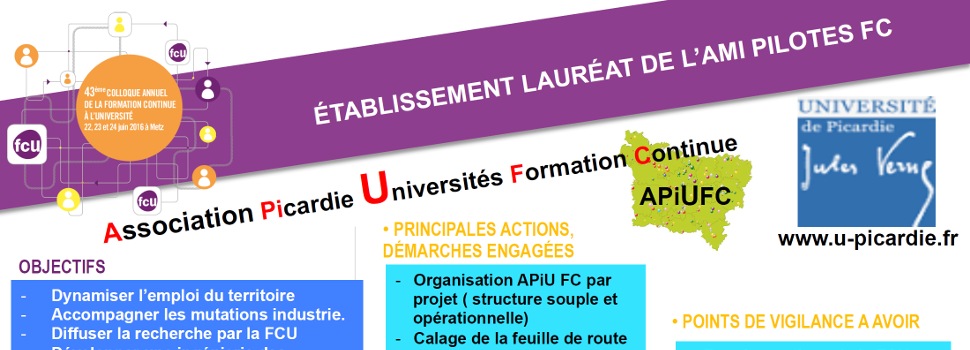 ÉTABLISSEMENT LAURÉAT DE L'AMI PILOTES FC
fcu
43ème COLLOQUE ANNUEL
DE LA FORMATION CONTINUE
À L'UNIVERSITÉ
22, 23 et 24 juin 2016 à Metz
fcu
fcu
UNIVERSITÉ
de Picardie
Jules Verne
www.u-picardie.fr
Association Picardie Universités Formation Continue
APiUFC
OBJECTIFS
- Dynamiser l'emploi du territoire
- Accompagner les mutations industrie.
- Diffuser la recherche par la FCU
• PRINCIPALES ACTIONS,
DÉMARCHES ENGAGÉES
- Organisation APiU FC par
projet ( structure souple et
opérationnelle)
- Calage de la feuille de route
• POINTS DE VIGILANCE A AVOIR